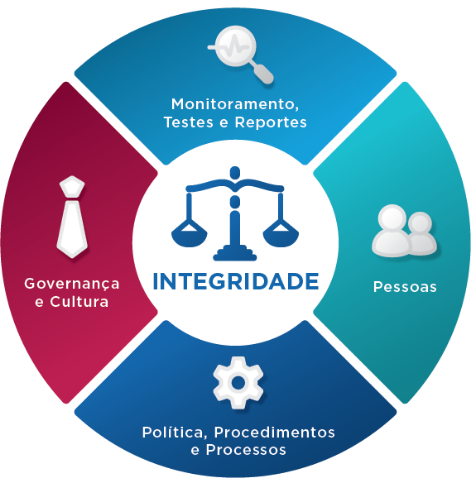 Monitoramento,
Testes e Reportes
Governança
e Cultura
INTEGRIDADE
Pessoas
Política, Procedimentos
e Processos